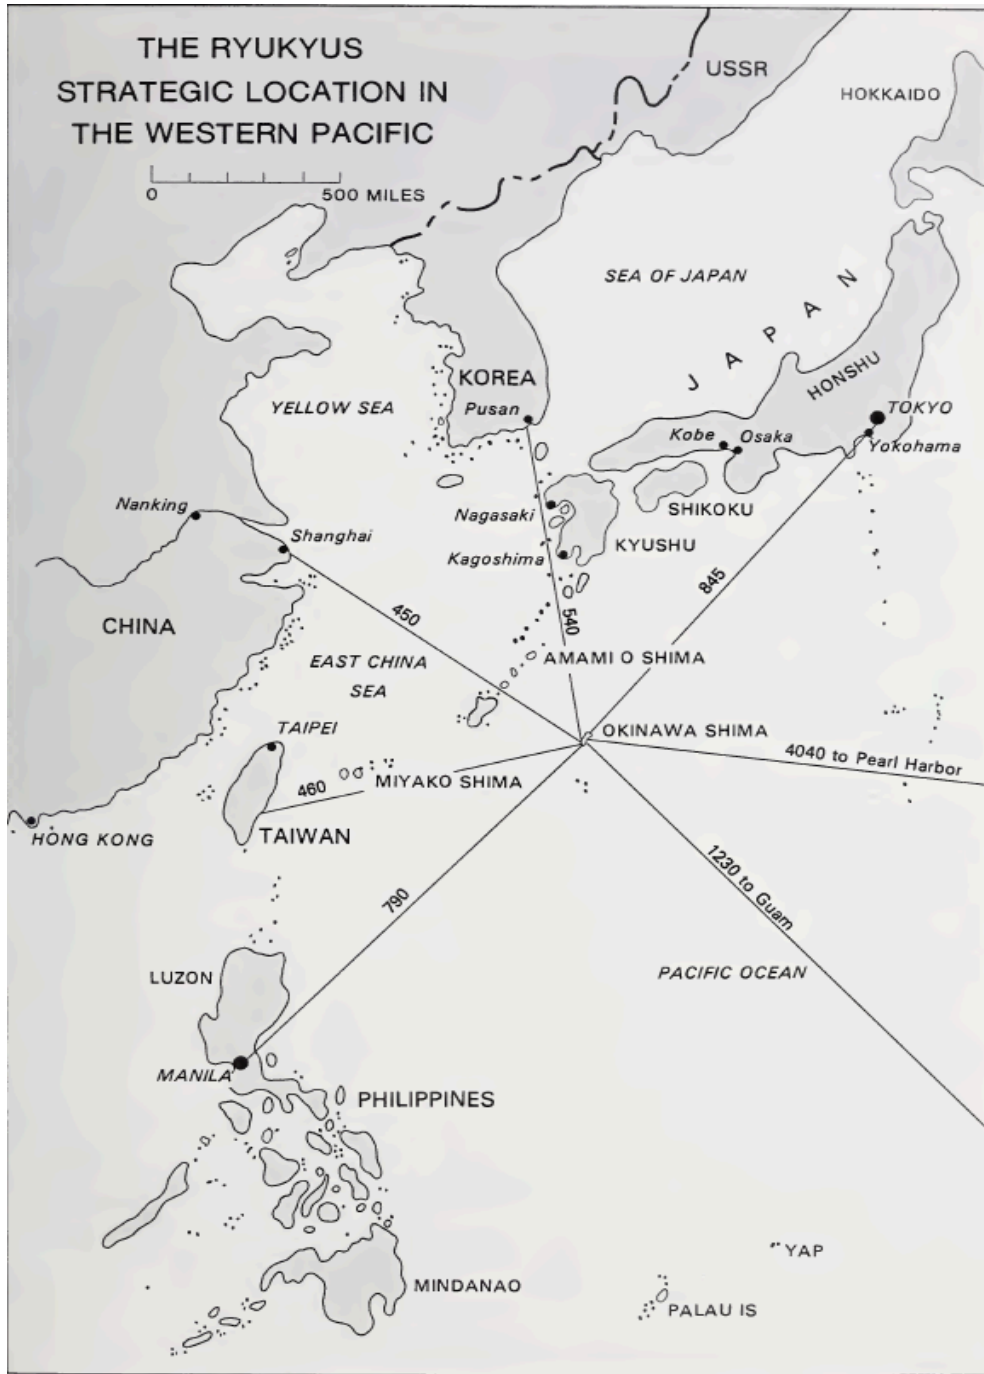 THE RYUKYUS
STRATEGIC LOCATION IN
THE WESTERN PACIFIC
0 500 MILES
USSR
HOKKAIDO
SEA OF JAPAN
JAPAN
HONSHU
KOREA
Pusan
YELLOW SEA
TOKYO
Yokohama
Kobe
Osaka
Nanking
Nagasaki
SHIKOKU
Shanghai
Kagoshima
KYUSHU
845
450
540
CHINA
EAST CHINA
SEA
AMAMI O SHIMA
TAIPEI
OKINAWA SHIMA
4040 to Pearl Harbor
460
MIYAKO SHIMA
HONG KONG
TAIWAN
790
1230 to Guam
LUZON
PACIFIC OCEAN
MANILA
PHILIPPINES
YAP
MINDANAO
PALAU IS